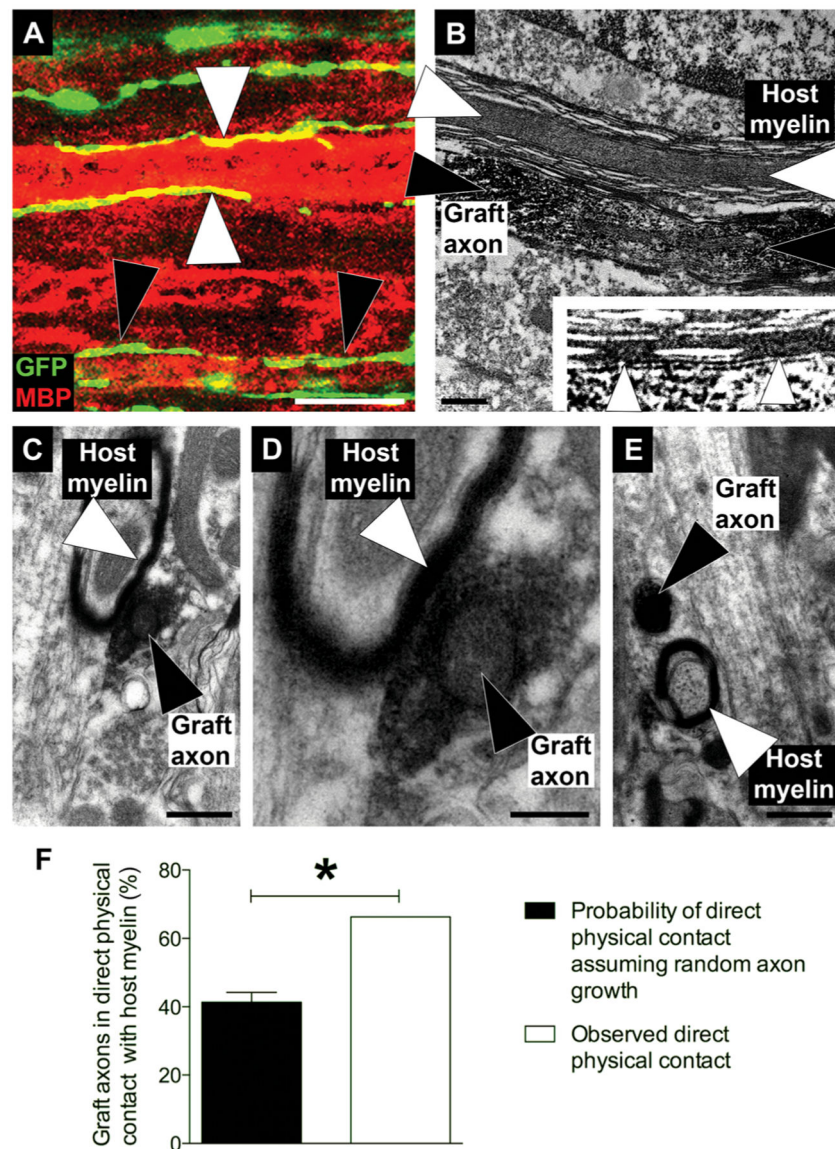 A
GFP
MBP
B
Host
myelin
Graft
axon
C
Host
myelin
Graft
axon
D
Host
myelin
Graft
axon
E
Graft
axon
Host
myelin
F
Graft axons in direct physical
contact with host myelin (%)
80
60
40
20
0
*
Probability of direct
physical contact
assuming random axon
growth
Observed direct
physical contact